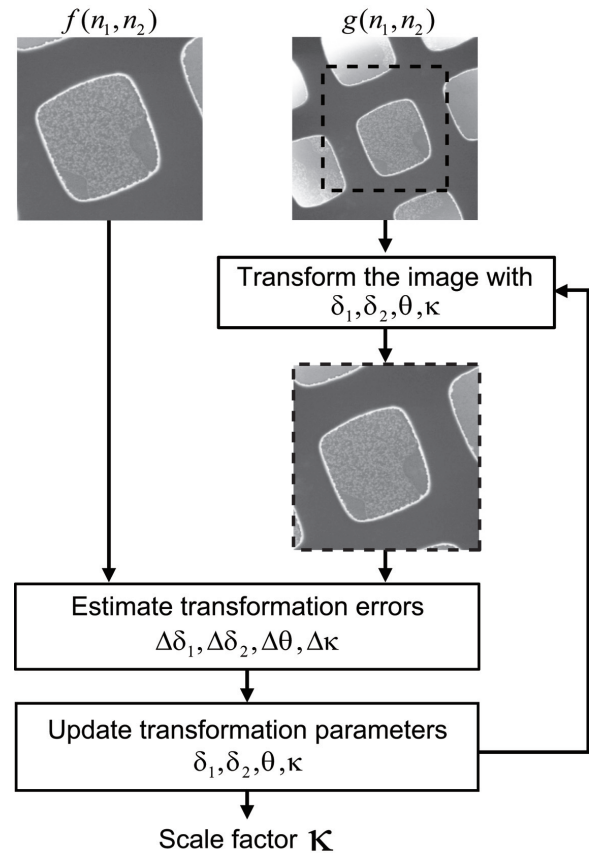 f(n₁,n₂)
g(n₁,n₂)
Transform the image with
δ₁,δ₂,θ,κ
Estimate transformation errors
Δδ₁,Δδ₂,Δθ,Δκ
Update transformation parameters
δ₁,δ₂,θ,κ
Scale factor κ